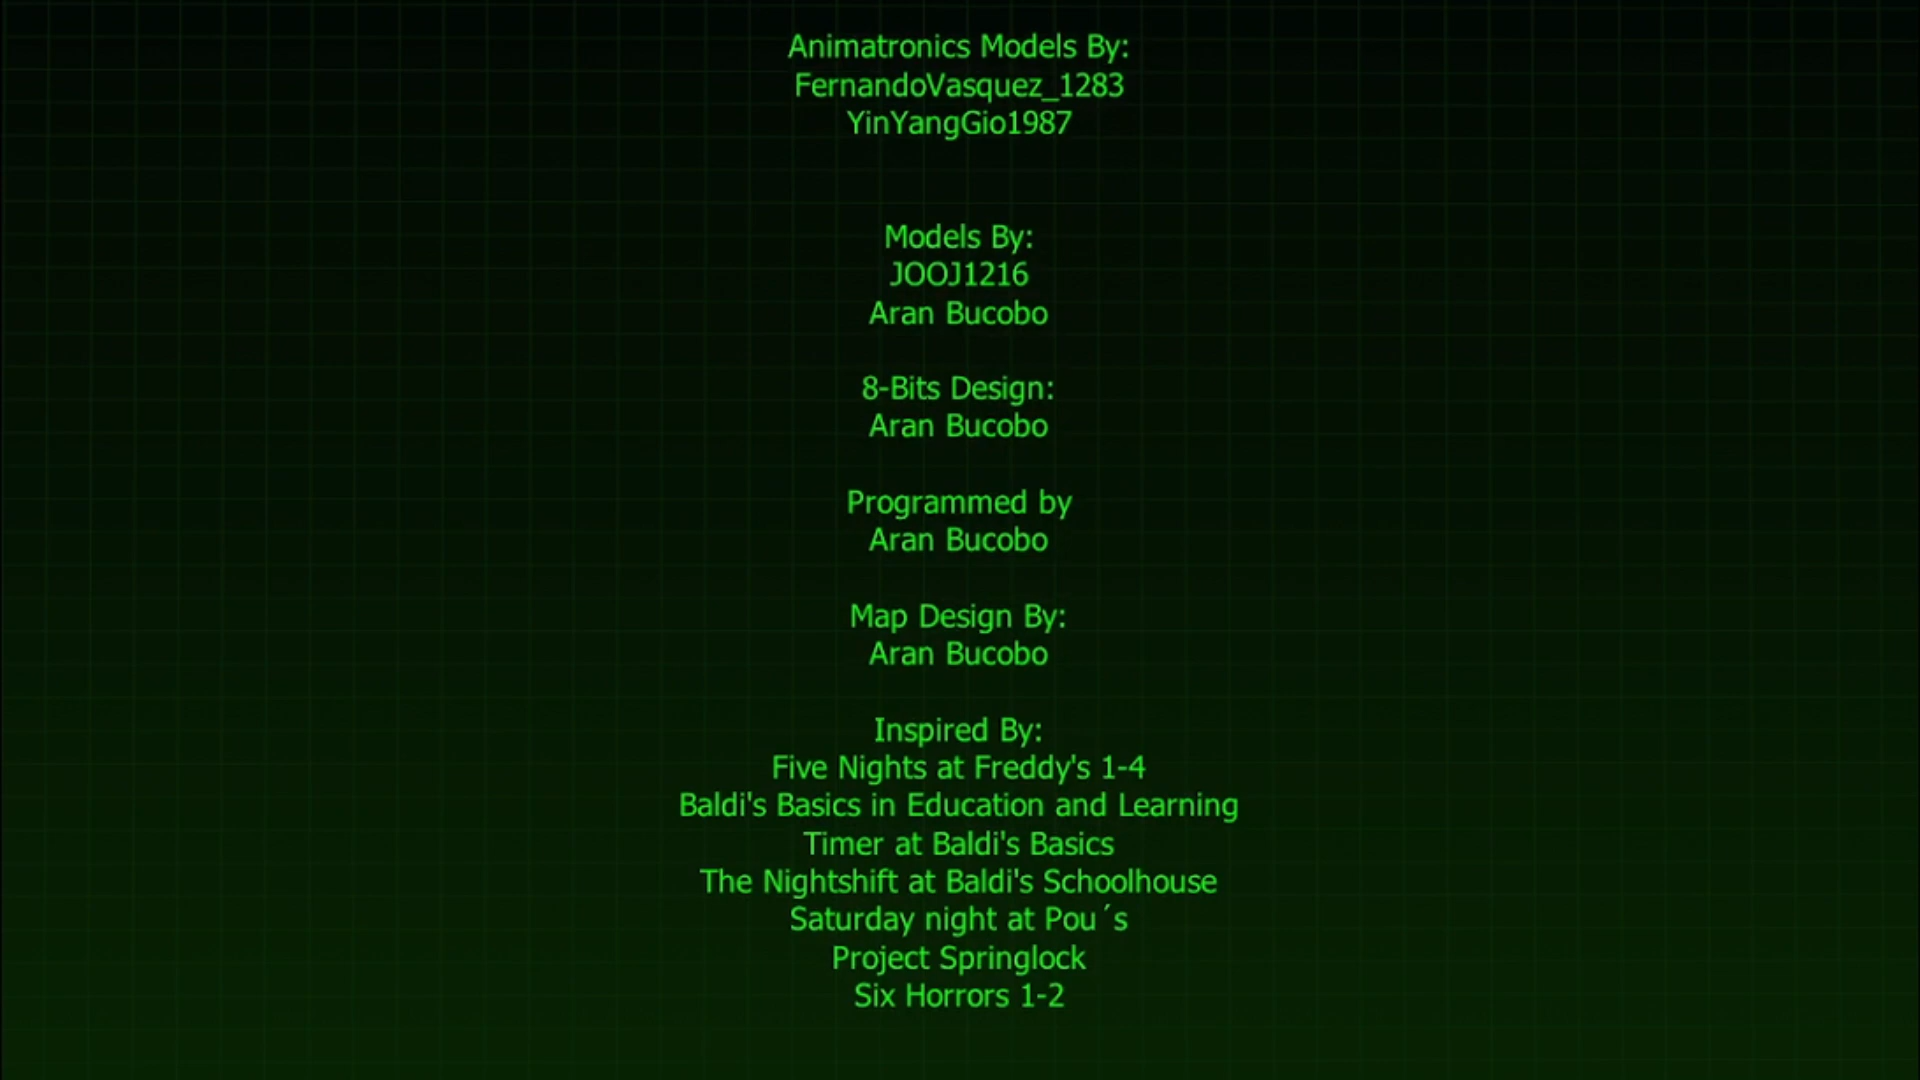 Animatronics Models By:
FernandoVasquez_1283
YinYangGio1987
Models By:
JOOJ1216
Aran Bucobo
8-Bits Design:
Aran Bucobo
Programmed by
Aran Bucobo
Map Design By:
Aran Bucobo
Inspired By:
Five Nights at Freddy's 1-4
Baldi's Basics in Education and Learning
Timer at Baldi's Basics
The Nightshift at Baldi's Schoolhouse
Saturday night at Pou´s
Project Springlock
Six Horrors 1-2